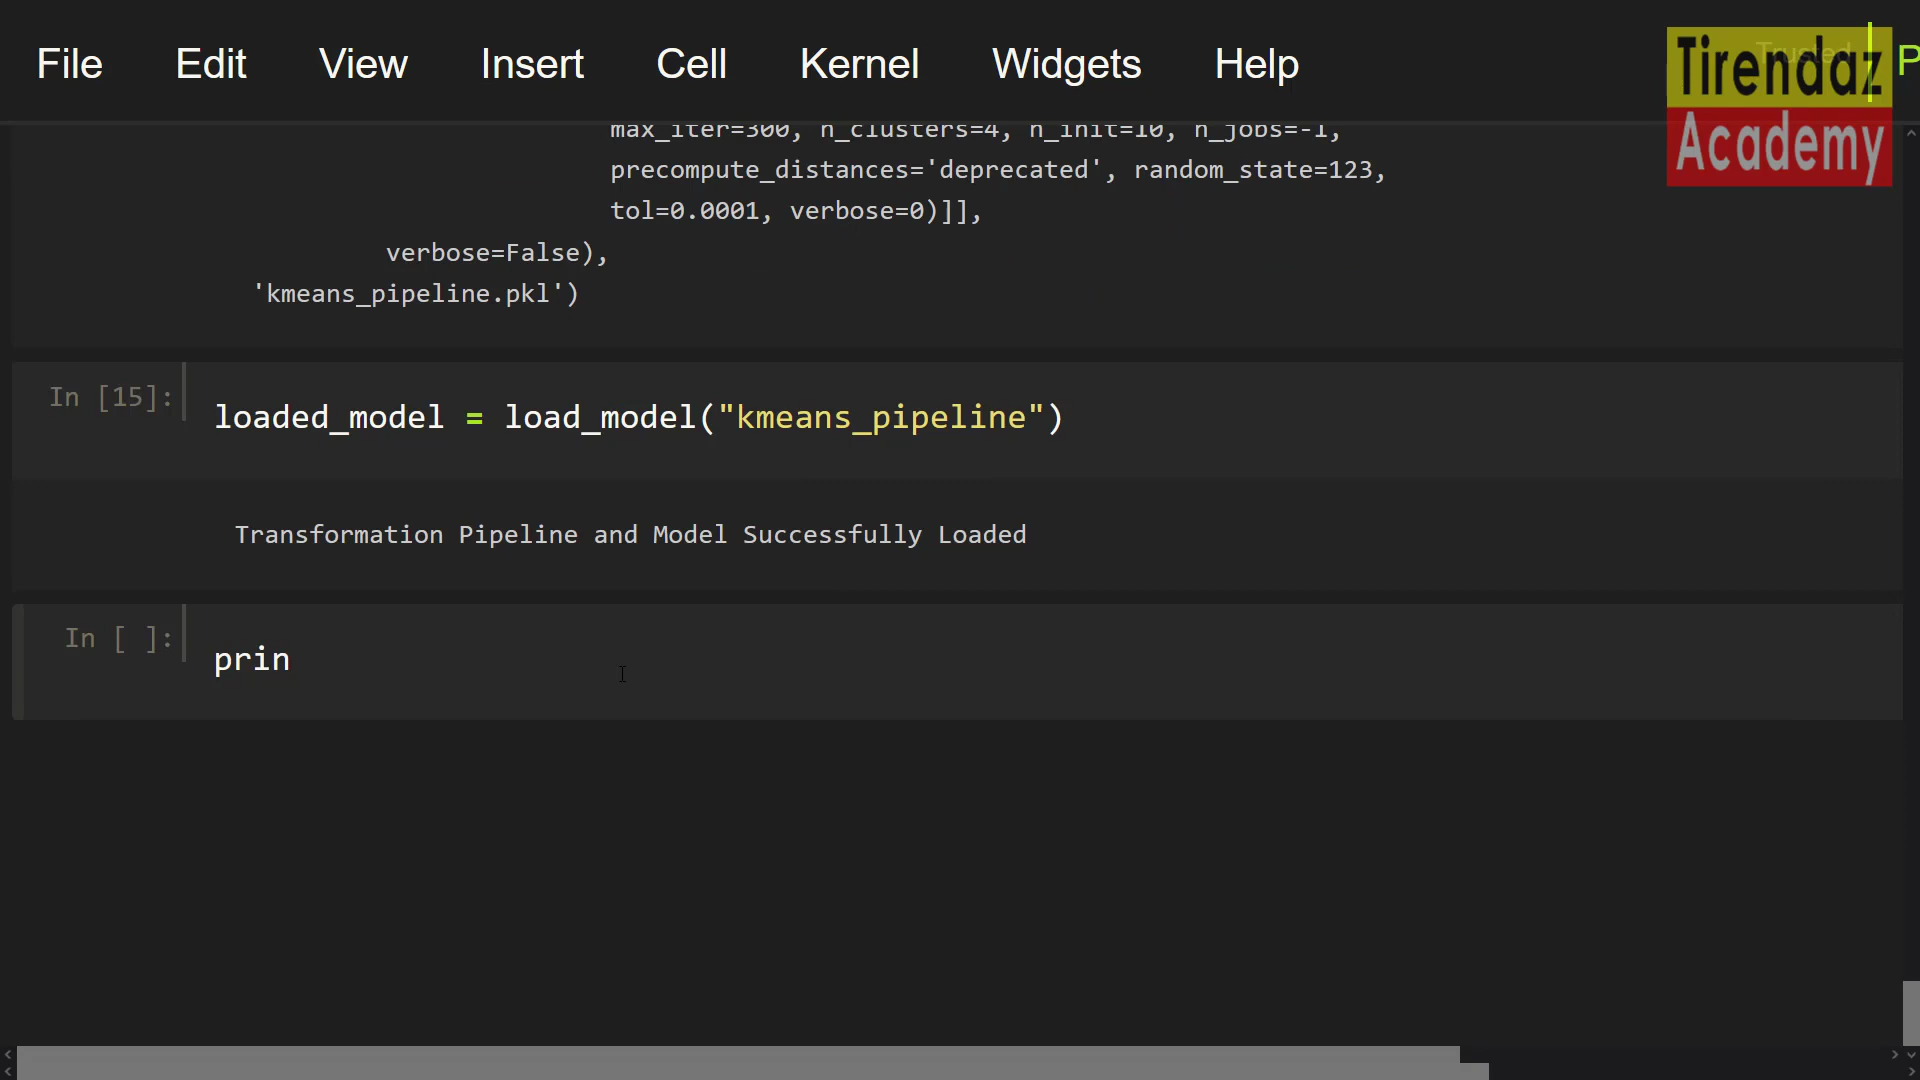 File Edit View Insert Cell Kernel Widgets Help
Trusted
P
Tirendaz
Academy
max_iter=300, n_clusters=4, n_init=10, n_jobs=-1,
precompute_distances='deprecated', random_state=123,
tol=0.0001, verbose=0)]],
verbose=False),
'kmeans_pipeline.pkl')
In [15]:
loaded_model = load_model("kmeans_pipeline")
Transformation Pipeline and Model Successfully Loaded
In [ ]:
prin